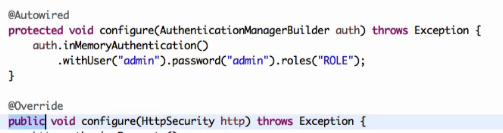 @Autowired
protected void configure(AuthenticationManagerBuilder auth) throws Exception {
auth.inMemoryAuthentication()
.withUser("admin").password("admin").roles("ROLE");
}
@Override
public void configure(HttpSecurity http) throws Exception {